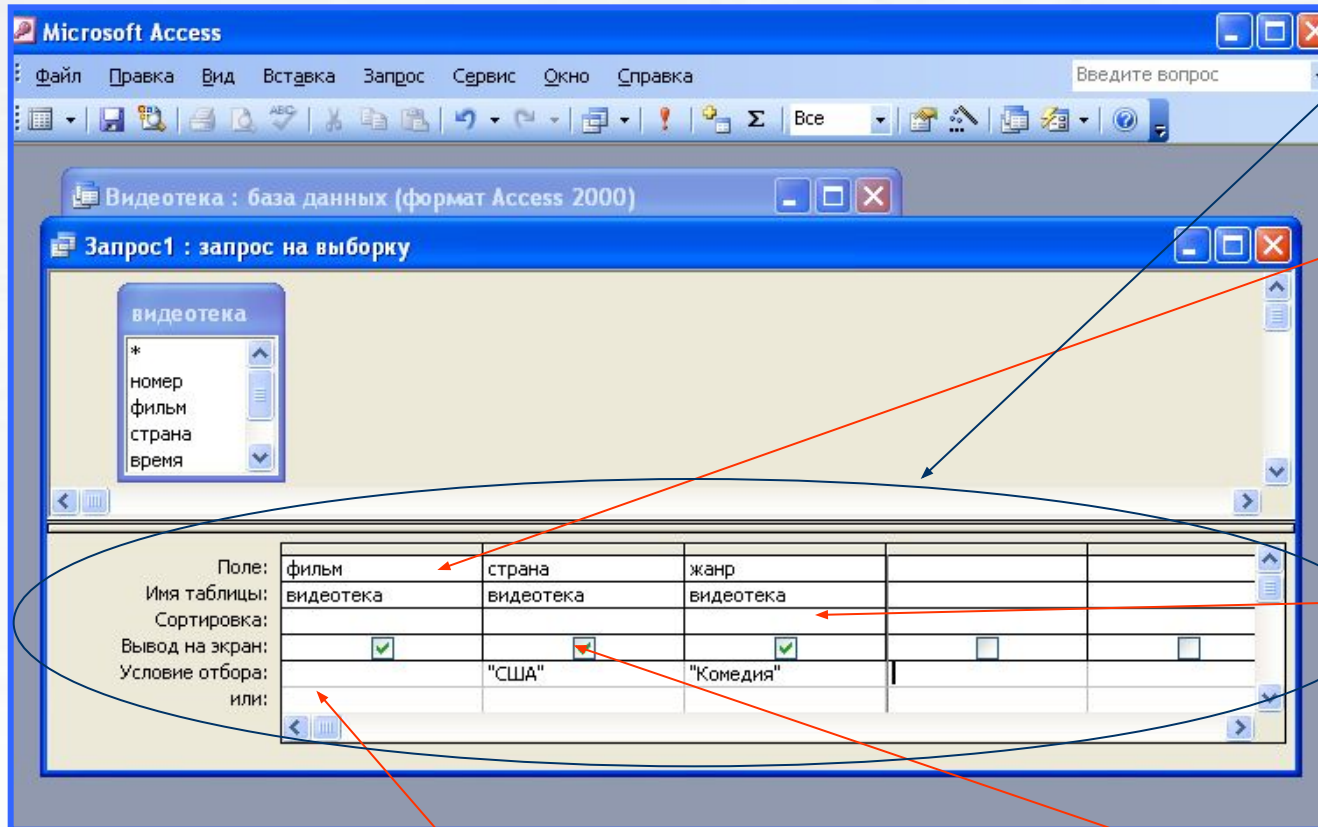 Microsoft Access
Файл Правка Вид Вставка Запрос Сервис Окно Справка Введите вопрос
ABC Σ Все
Видеотека : база данных (формат Access 2000)
Запрос1 : запрос на выборку
видеотека
*
номер
фильм
страна
время
Поле: фильм страна жанр
Имя таблицы: видеотека видеотека видеотека
Сортировка:
Вывод на экран:
Условие отбора: "США" "Комедия"
или: